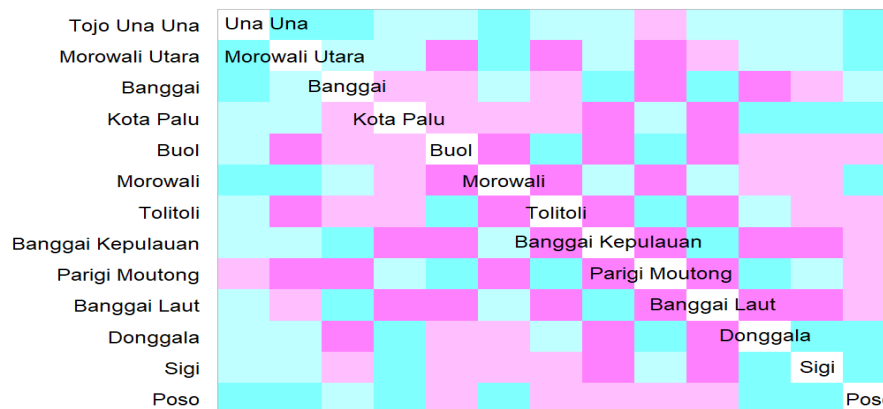 Tojo Una Una Una Una
Morowali Utara Morowali Utara
Banggai Banggai
Kota Palu Kota Palu
Buol Buol
Morowali Morowali
Tolitoli Tolitoli
Banggai Kepulauan Banggai Kepulauan
Parigi Moutong Parigi Moutong
Banggai Laut Banggai Laut
Donggala Donggala
Sigi Sigi
Poso Poso